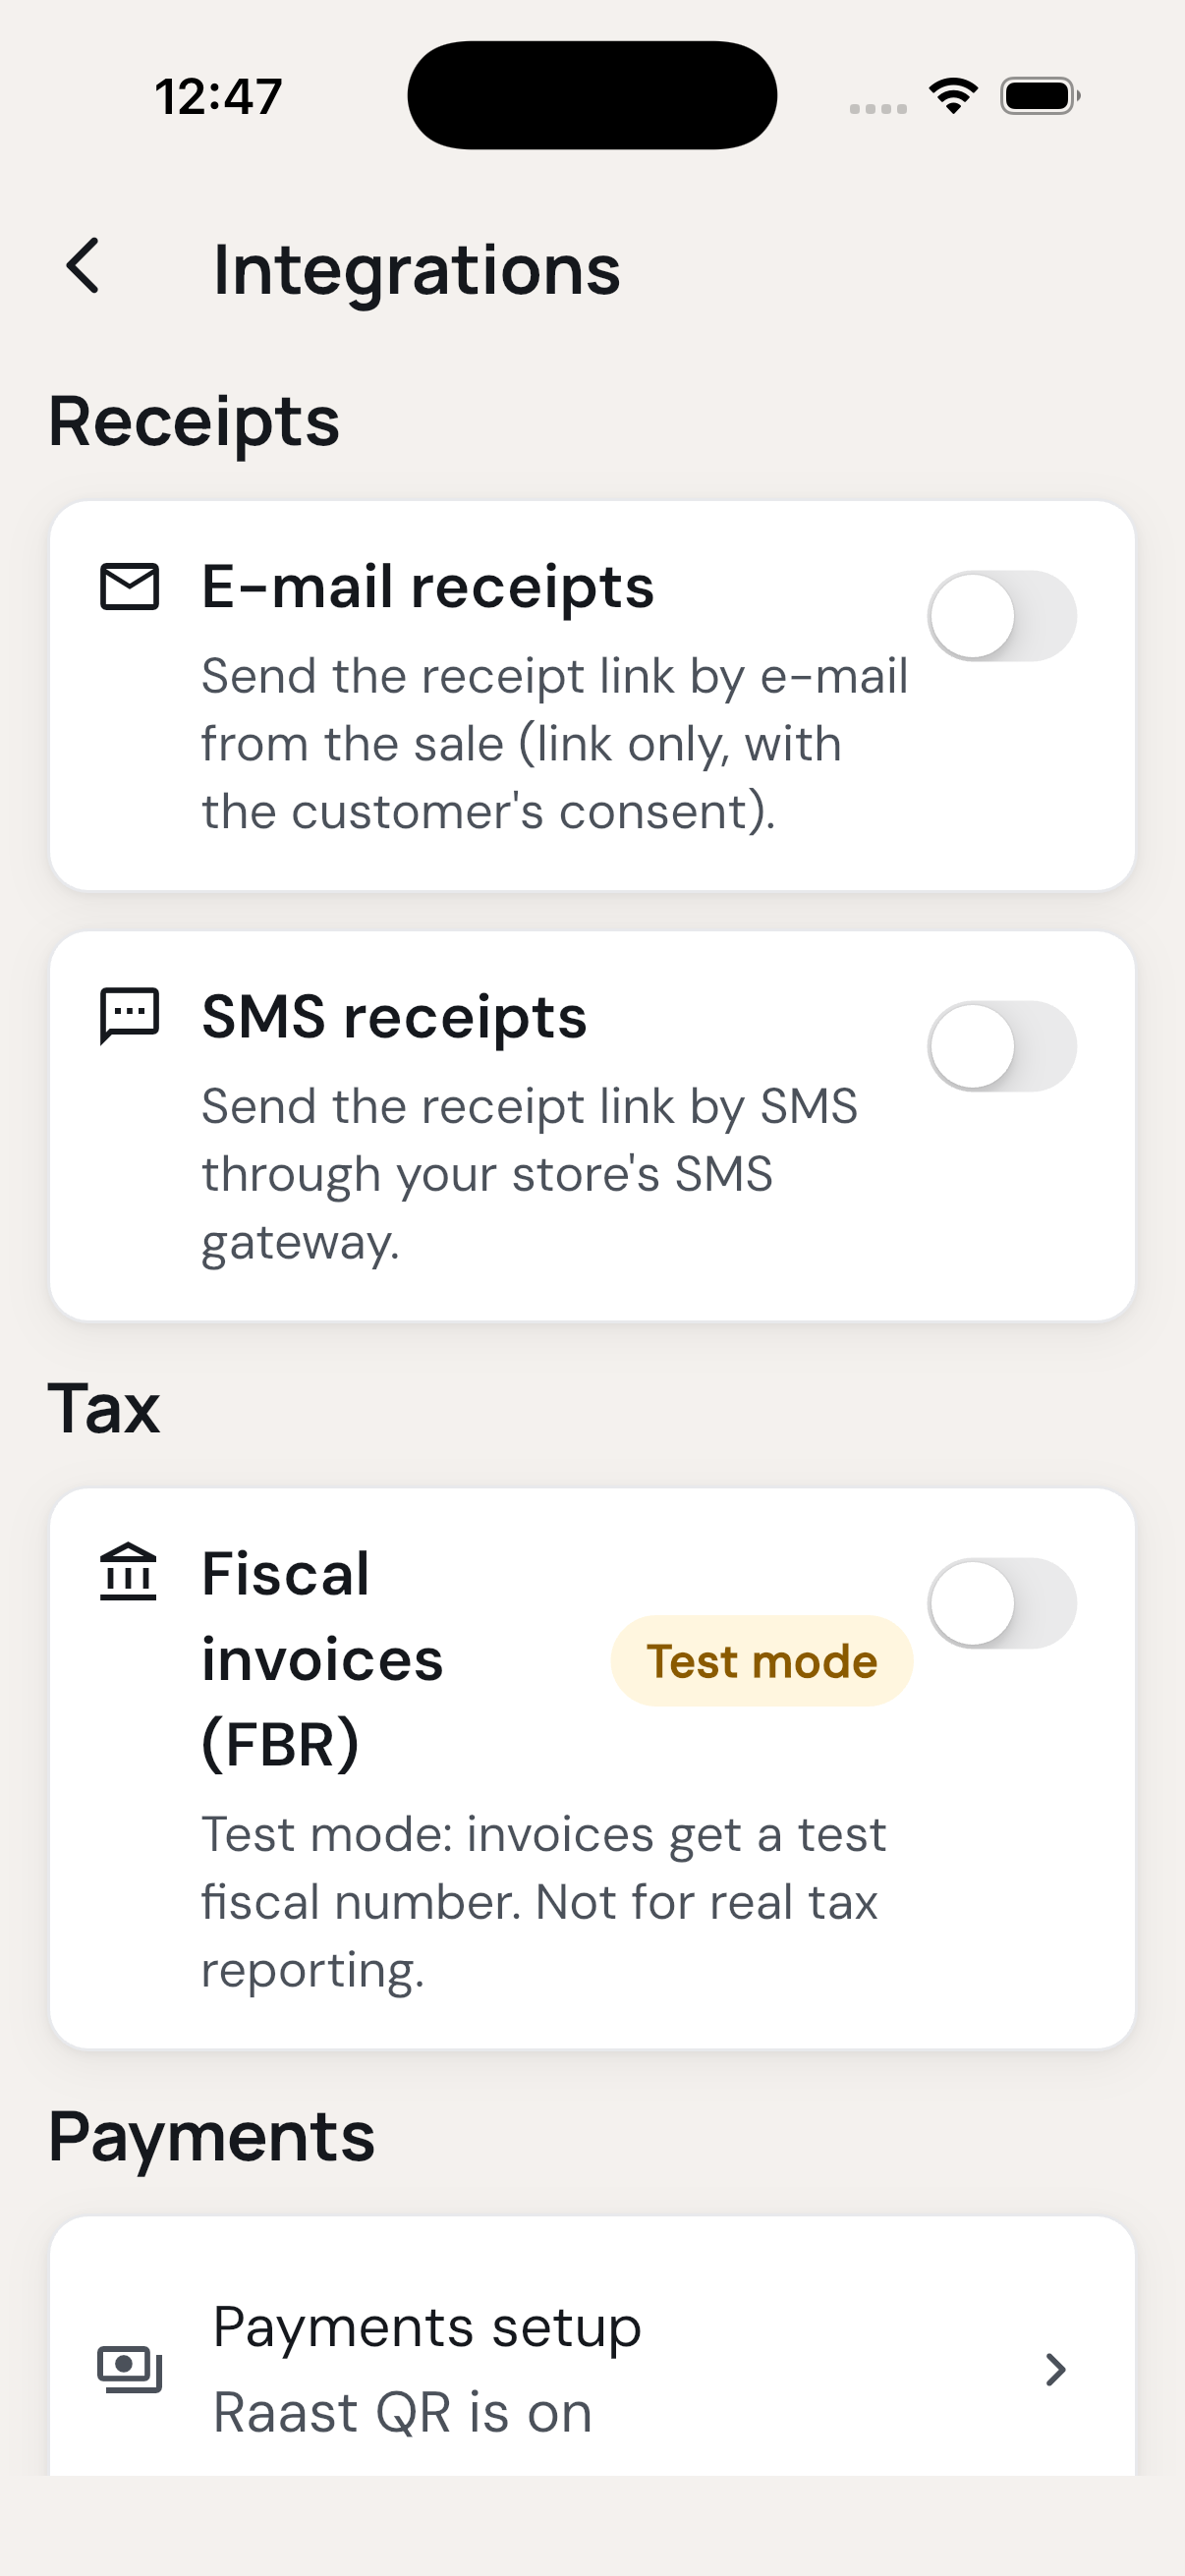 12:47
Integrations
Receipts
E-mail receipts
Send the receipt link by e-mail
from the sale (link only, with
the customer's consent).
SMS receipts
Send the receipt link by SMS
through your store's SMS
gateway.
Tax
Fiscal
invoices
(FBR)
Test mode
Test mode: invoices get a test
fiscal number. Not for real tax
reporting.
Payments
Payments setup
Raast QR is on